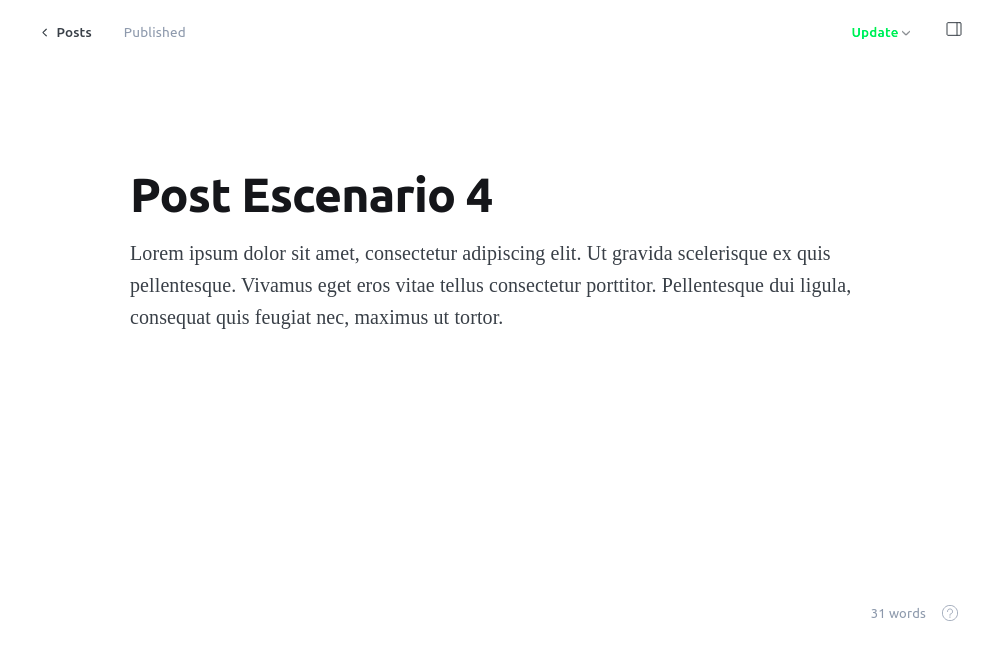 Posts
Published
Update
Post Escenario 4
Lorem ipsum dolor sit amet, consectetur adipiscing elit. Ut gravida scelerisque ex quis
pellentesque. Vivamus eget eros vitae tellus consectetur porttitor. Pellentesque dui ligula,
consequat quis feugiat nec, maximus ut tortor.
31 words
?